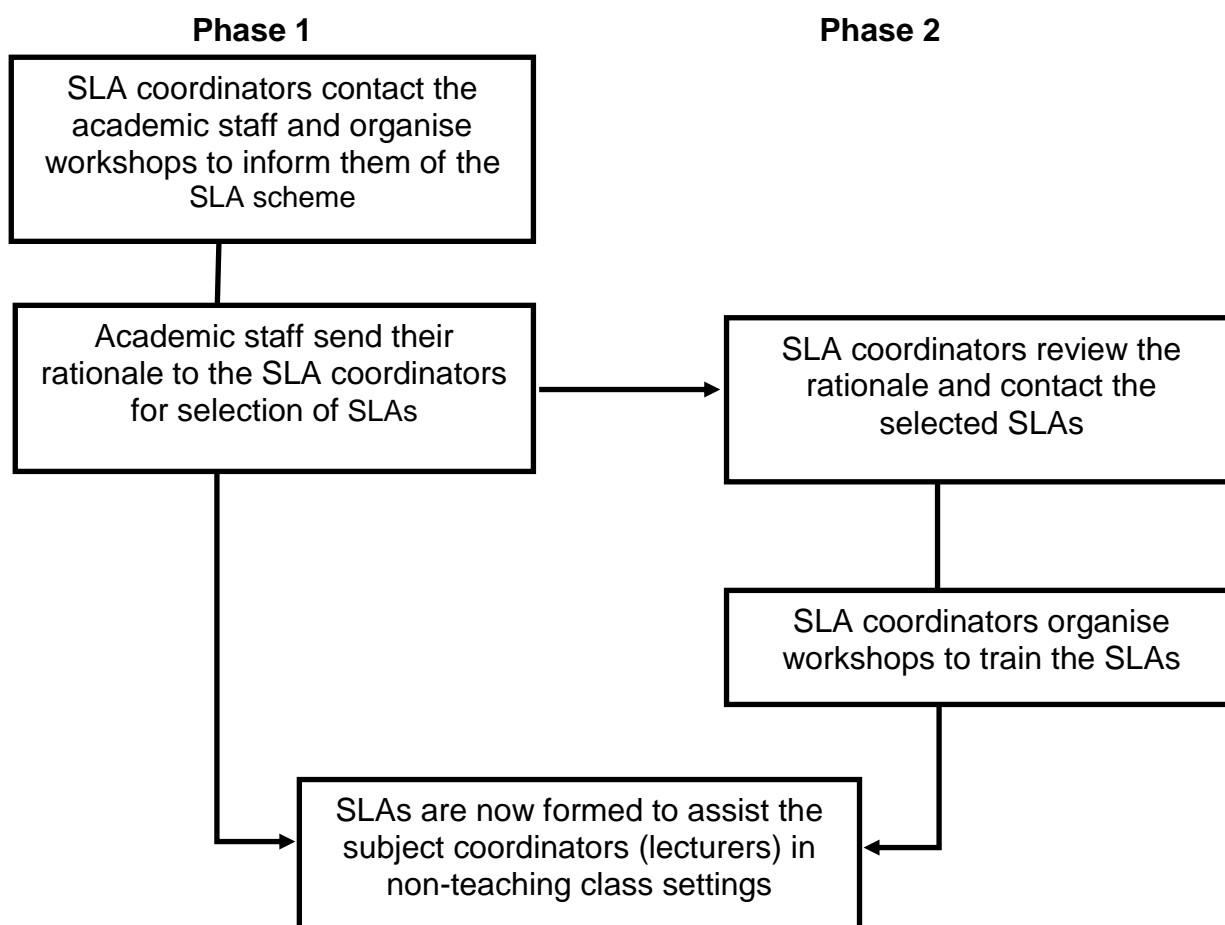 Phase 1
Phase 2
SLA coordinators contact the
academic staff and organise
workshops to inform them of the
SLA scheme
Academic staff send their
rationale to the SLA coordinators
for selection of SLAs
SLA coordinators review the
rationale and contact the
selected SLAs
SLA coordinators organise
workshops to train the SLAs
SLAs are now formed to assist the
subject coordinators (lecturers) in
non-teaching class settings